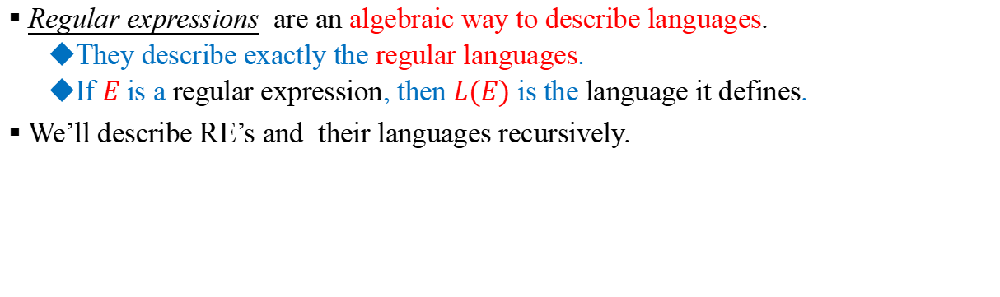 ▪ Regular expressions are an algebraic way to describe languages.
◆They describe exactly the regular languages.
◆If E is a regular expression, then L(E) is the language it defines.
▪ We’ll describe RE’s and their languages recursively.